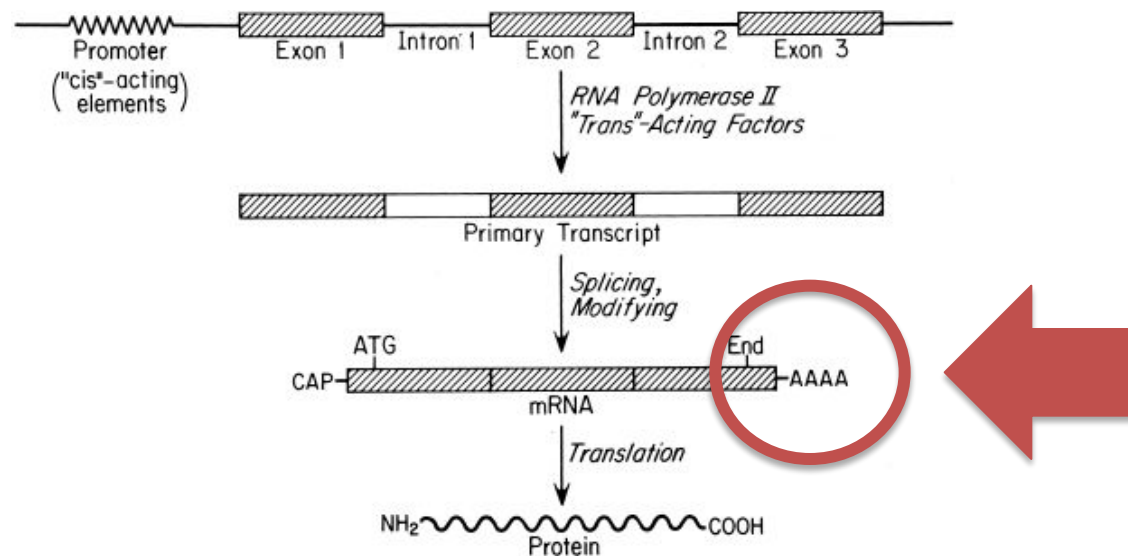 Promoter
("cis"-acting
elements)
Exon 1
Intron 1
Exon 2
Intron 2
Exon 3
RNA Polymerase II
"Trans"-Acting Factors
Primary Transcript
Splicing,
Modifying
ATG
End
CAP
AAAA
mRNA
Translation
NH₂
COOH
Protein